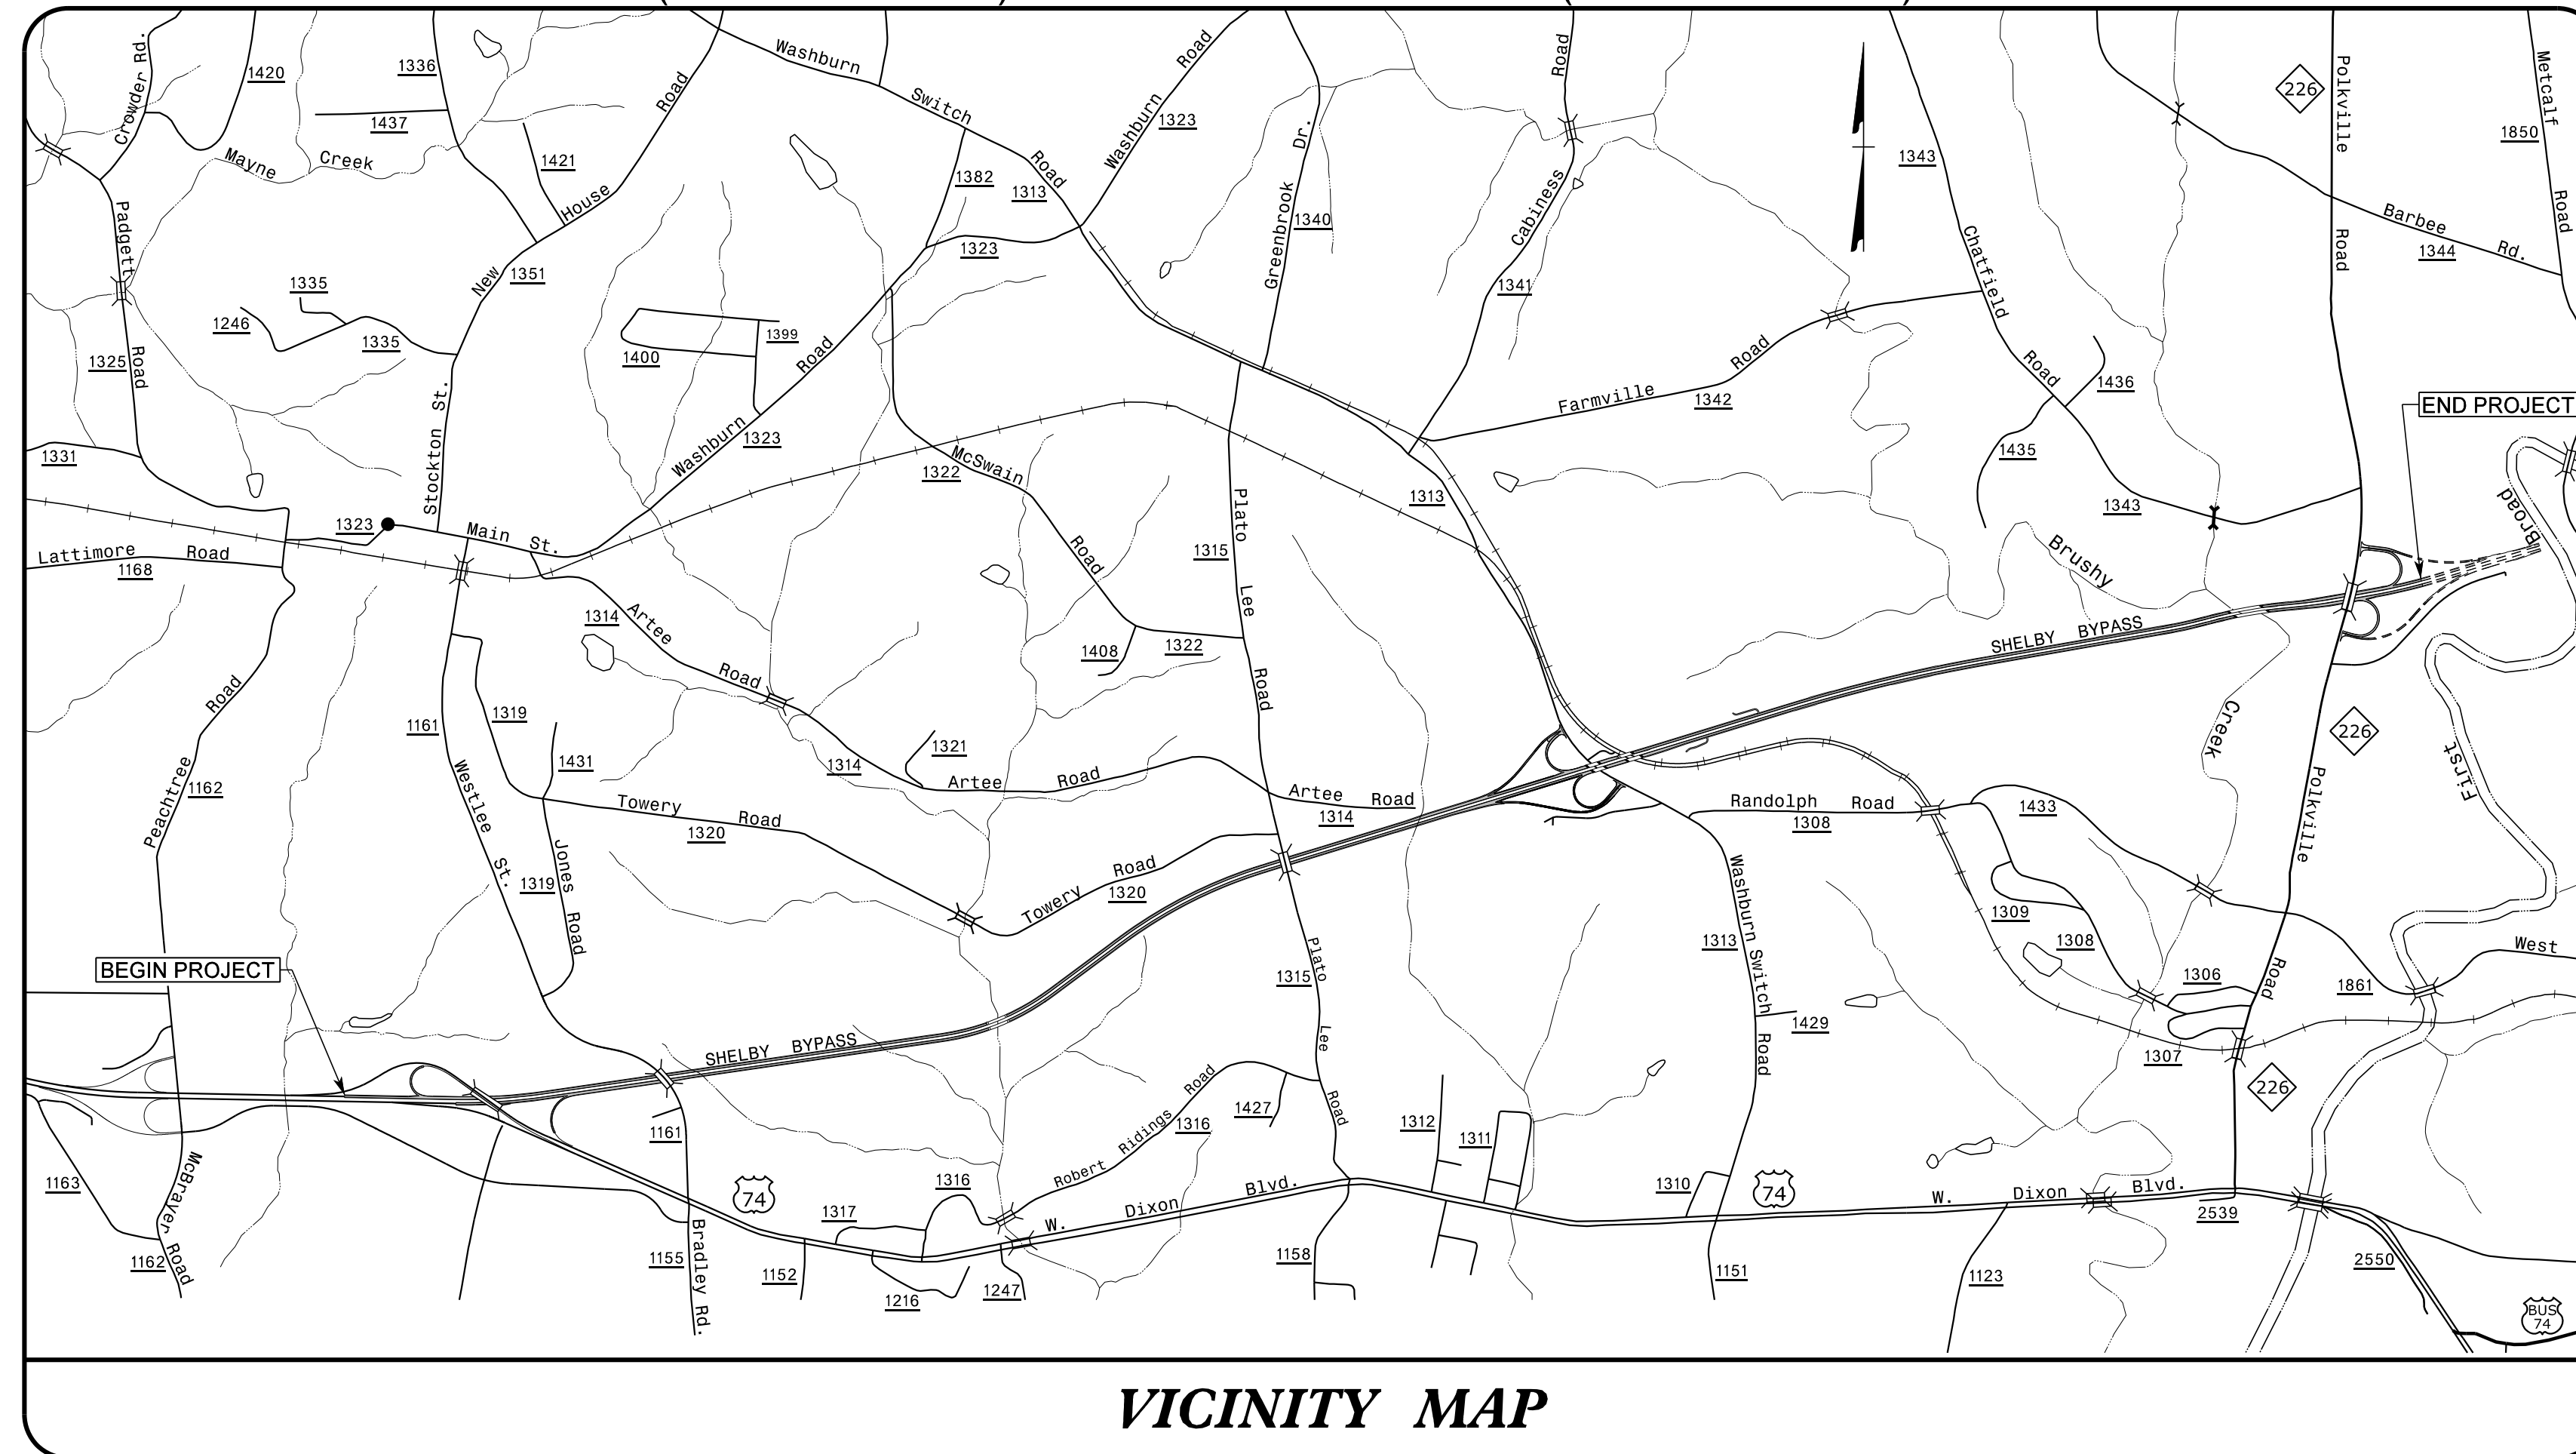 Crowder Rd.
1420
1336
1437
Mayne Creek
1421
New House Road
1351
Washburn Switch Road
1313
1382
1323
Washburn Road
1323
Greenbrook Dr.
1340
Cabiness Road
1341
1343
Chatfield Road
226
Polkville Road
Metcalf Road
1850
Barbee Rd.
1344
Padgett Road
1325
1335
1246
1335
1399
1400
Stockton St.
Washburn Road
1323
McSwain Road
1322
Farmville Road
1342
1436
1435
1343
END PROJECT
1331
1323
Main St.
Lattimore Road
1168
1313
Plato Lee Road
1315
Brushy Creek
First Broad
1314
Artee Road
1408
1322
SHELBY BYPASS
Peachtree Road
1162
1161
Westlee St.
1319
1431
1321
1314
Artee Road
Artee Road
1314
Towery Road
1320
Jones Road
1319
Towery Road
1320
Randolph Road
1308
1433
226
Polkville Road
1309
1308
1306
1861
West
1307
Washburn Switch Road
1313
1429
Plato Lee Road
1315
BEGIN PROJECT
SHELBY BYPASS
226
1161
1163
McBrayer Road
1162
74
1155
Bradley Rd.
1152
1317
1316
1216
1247
Robert Ridings Road
1316
1427
W. Dixon Blvd.
1158
1312
1311
1310
74
1151
W. Dixon Blvd.
1123
2539
2550
BUS
74
VICINITY MAP